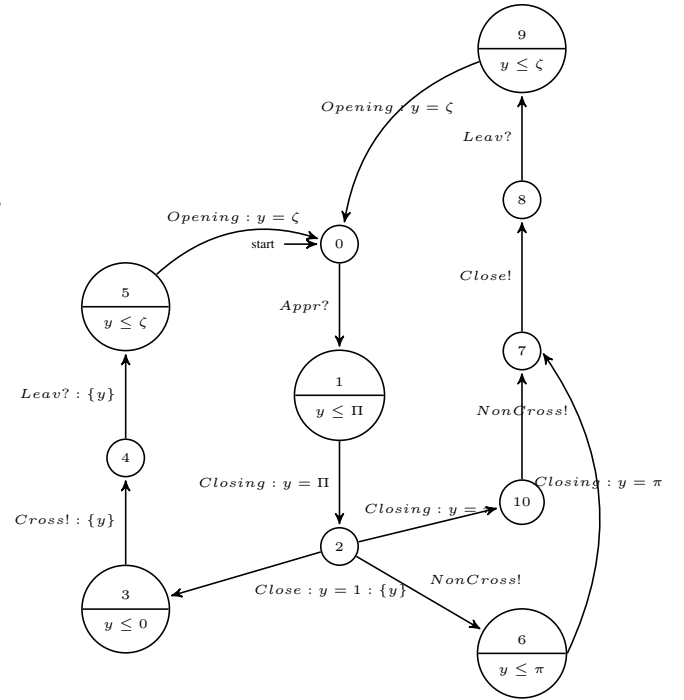 9
y ≤ ζ
Opening : y = ζ
Leav?
8
Opening : y = ζ
start
0
Close!
5
y ≤ ζ
Appr?
7
1
y ≤ Π
Leav? : {y}
NonCross!
4
Closing : y = Π
Closing : y = π
10
Closing : y =
Cross! : {y}
2
NonCross!
Close : y = 1 : {y}
3
y ≤ 0
6
y ≤ π